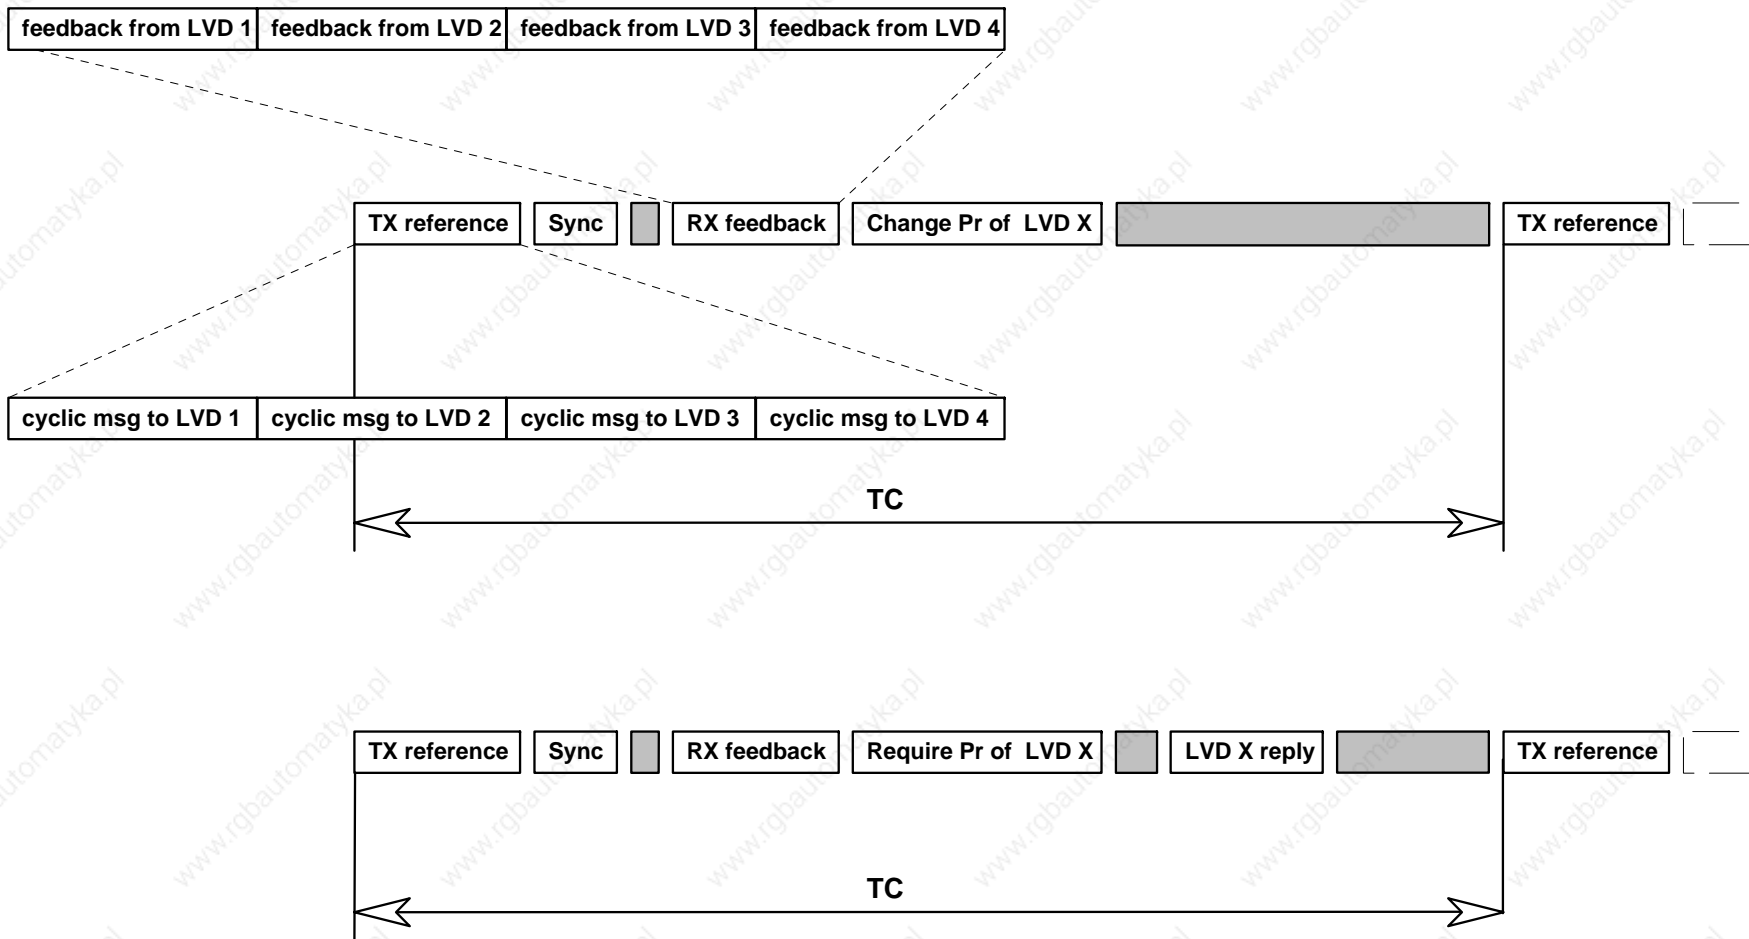 feedback from LVD 1 feedback from LVD 2 feedback from LVD 3 feedback from LVD 4
TX reference Sync RX feedback Change Pr of LVD X TX reference
cyclic msg to LVD 1 cyclic msg to LVD 2 cyclic msg to LVD 3 cyclic msg to LVD 4
TC
TX reference Sync RX feedback Require Pr of LVD X LVD X reply TX reference
TC
www.rgbautomatyka.pl